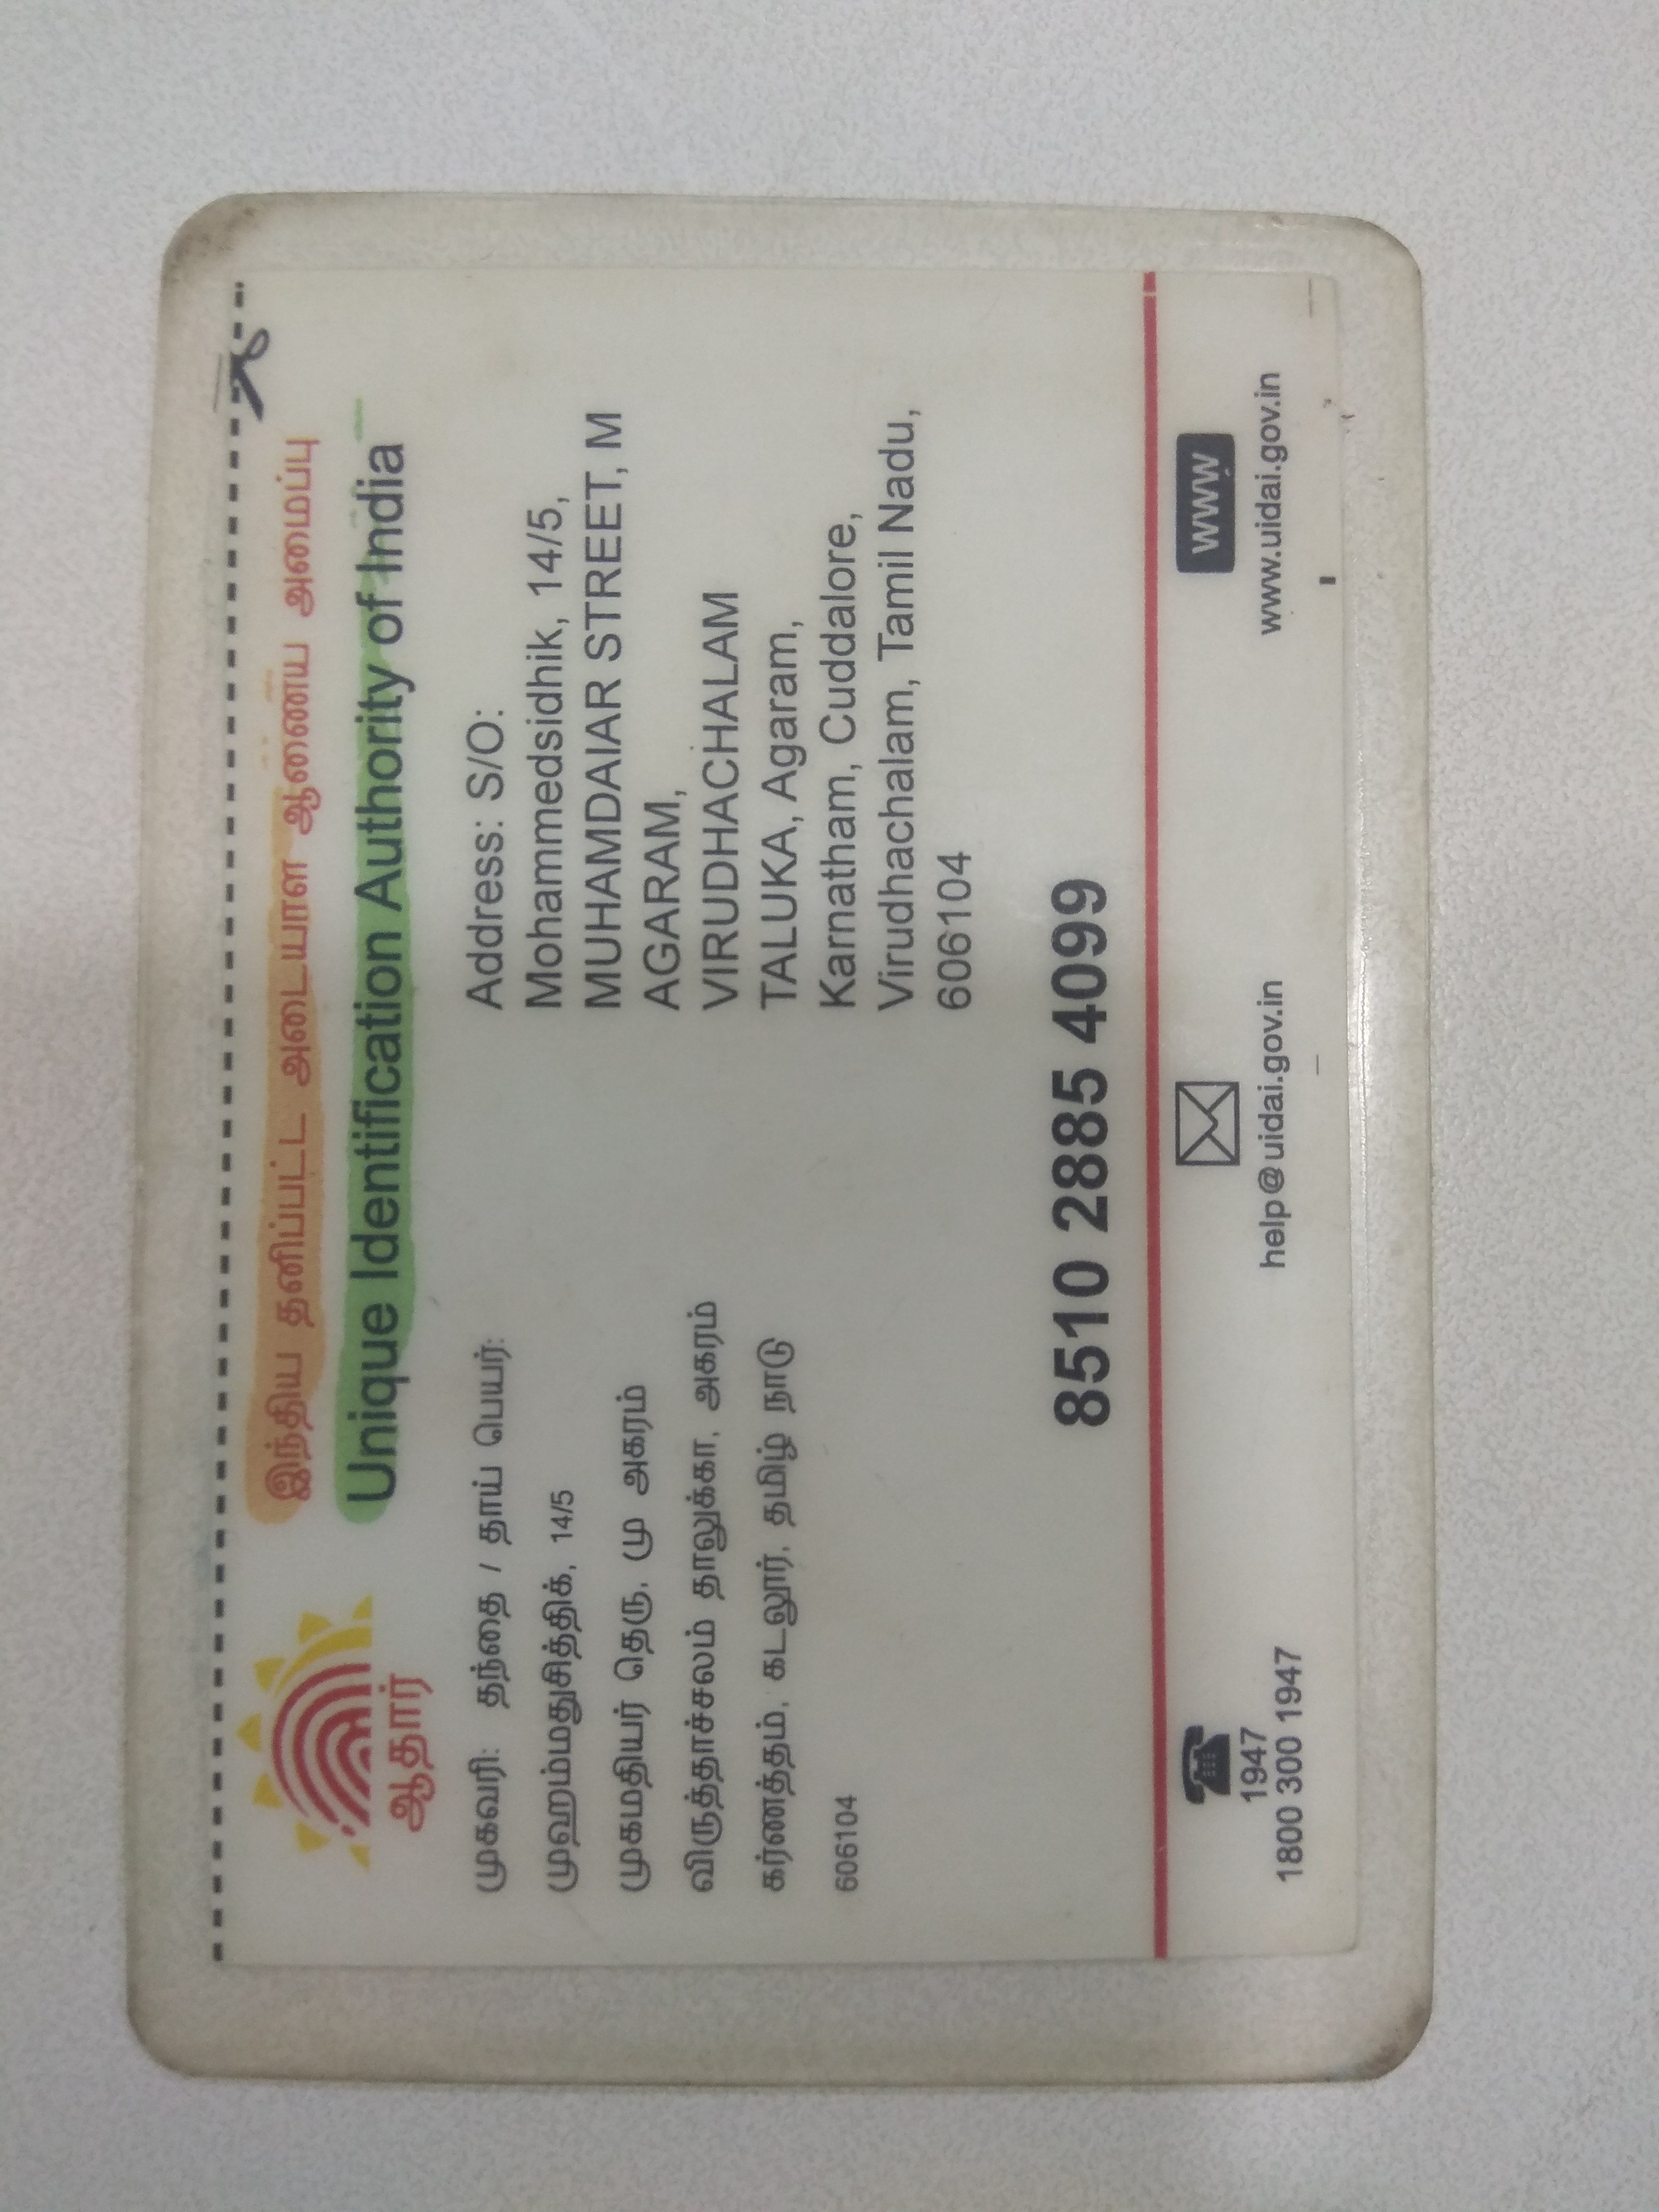 இந்திய தனிப்பட்ட அடையாள ஆணைய அமைப்பு
Unique Identification Authority of India
ஆதார்
முகவரி: தந்தை / தாய் பெயர்:
முஹம்மதுசித்திக், 14/5
முகமதியர் தெரு, மு அகரம்
விருத்தாச்சலம் தாலுக்கா, அகரம்
கர்ணத்தம், கடலூர், தமிழ் நாடு
606104
Address: S/O:
Mohammedsidhik, 14/5,
MUHAMDAIAR STREET, M
AGARAM,
VIRUDHACHALAM
TALUKA, Agaram,
Karnatham, Cuddalore,
Virudhachalam, Tamil Nadu,
606104
8510 2885 4099
1947
1800 300 1947
help@uidai.gov.in
www
www.uidai.gov.in